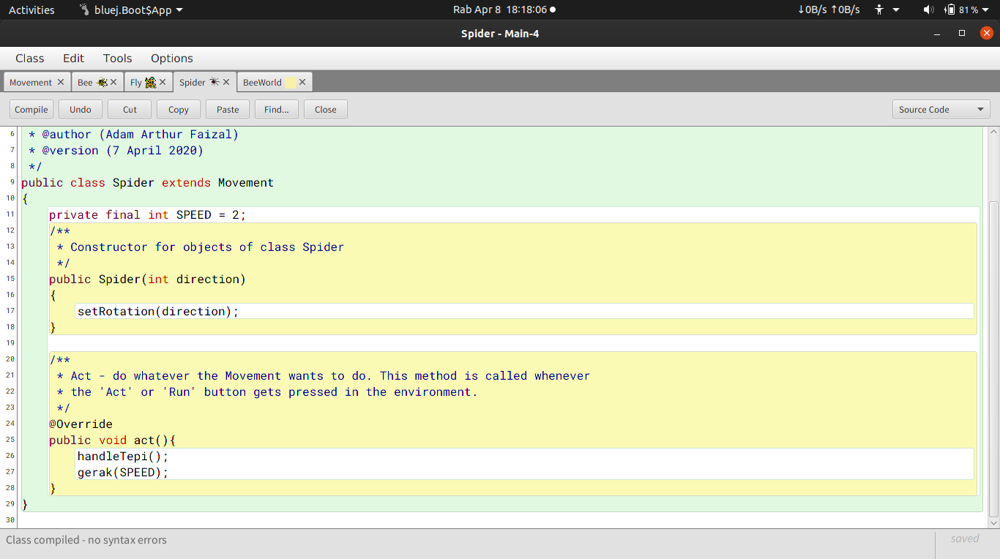 Activities bluej.Boot$App Rab Apr 8 18:18:06 ↓0B/s ↑0B/s 81%
Spider - Main-4
Class Edit Tools Options
Movement Bee Fly Spider BeeWorld
Compile Undo Cut Copy Paste Find... Close Source Code
6 * @author (Adam Arthur Faizal)
7 * @version (7 April 2020)
8 */
9 public class Spider extends Movement
10 {
11 private final int SPEED = 2;
12 /**
13 * Constructor for objects of class Spider
14 */
15 public Spider(int direction)
16 {
17 setRotation(direction);
18 }
19
20 /**
21 * Act - do whatever the Movement wants to do. This method is called whenever
22 * the 'Act' or 'Run' button gets pressed in the environment.
23 */
24 @Override
25 public void act(){
26 handleTepi();
27 gerak(SPEED);
28 }
29 }
30
Class compiled - no syntax errors saved